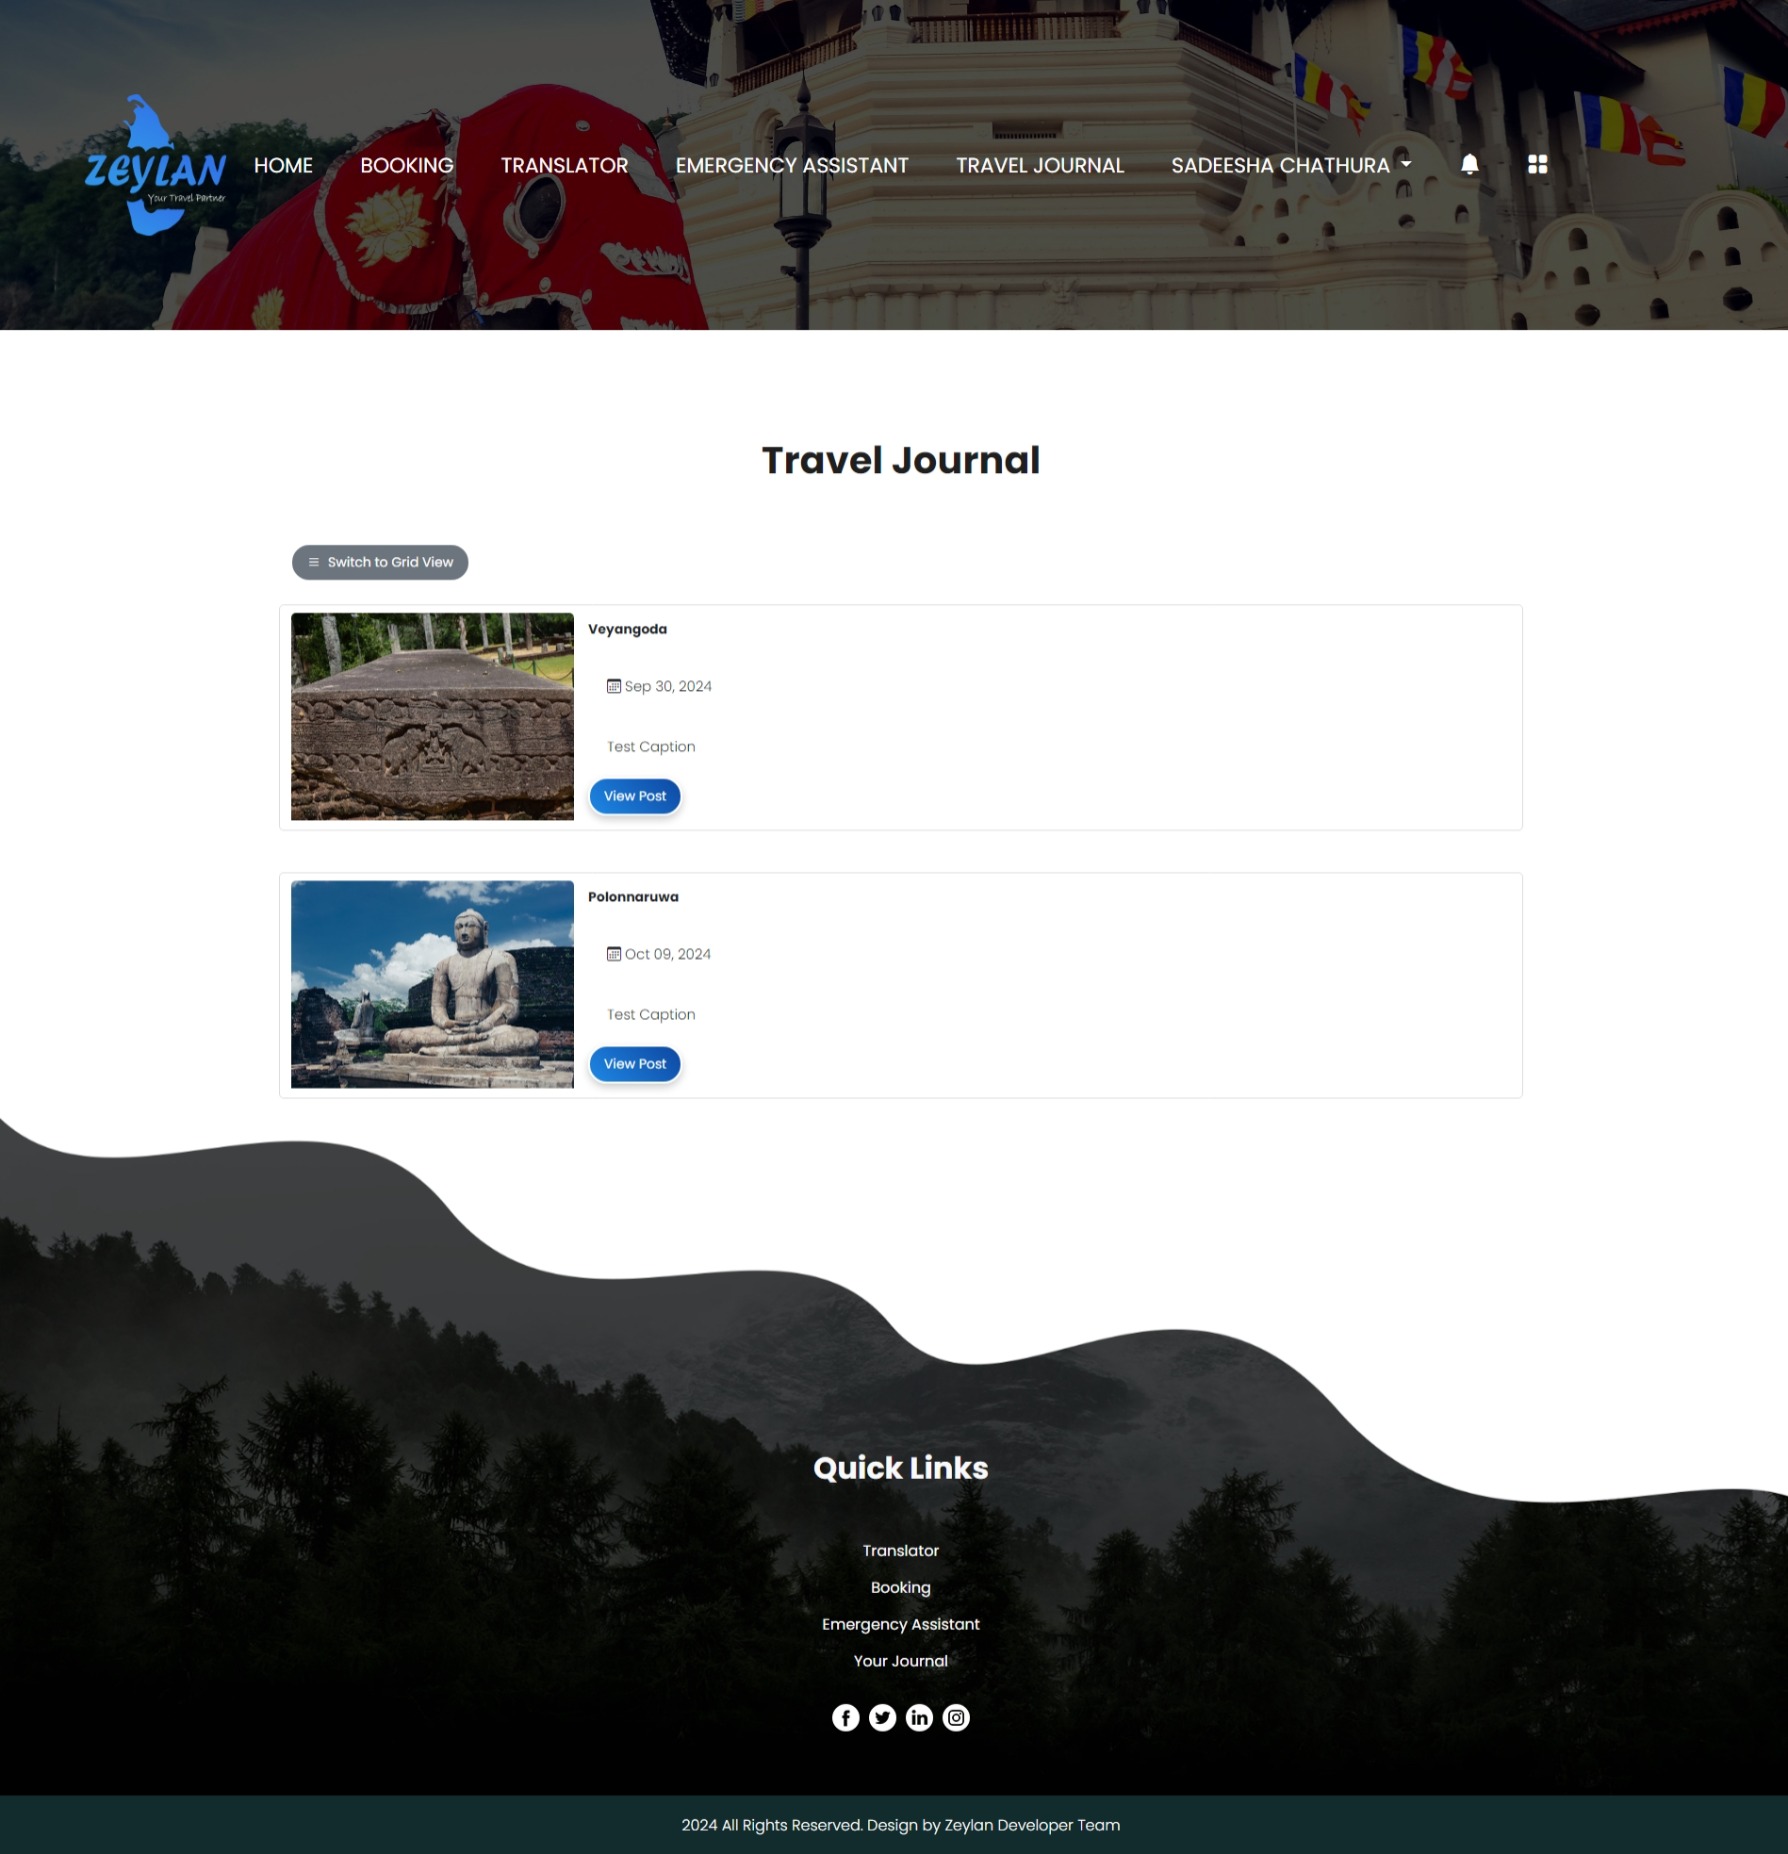 ZEYLAN
Your Travel Partner
HOME
BOOKING
TRANSLATOR
EMERGENCY ASSISTANT
TRAVEL JOURNAL
SADEESHA CHATHURA
Travel Journal
Switch to Grid View
Veyangoda
Sep 30, 2024
Test Caption
View Post
Polonnaruwa
Oct 09, 2024
Test Caption
View Post
Quick Links
Translator
Booking
Emergency Assistant
Your Journal
2024 All Rights Reserved. Design by Zeylan Developer Team